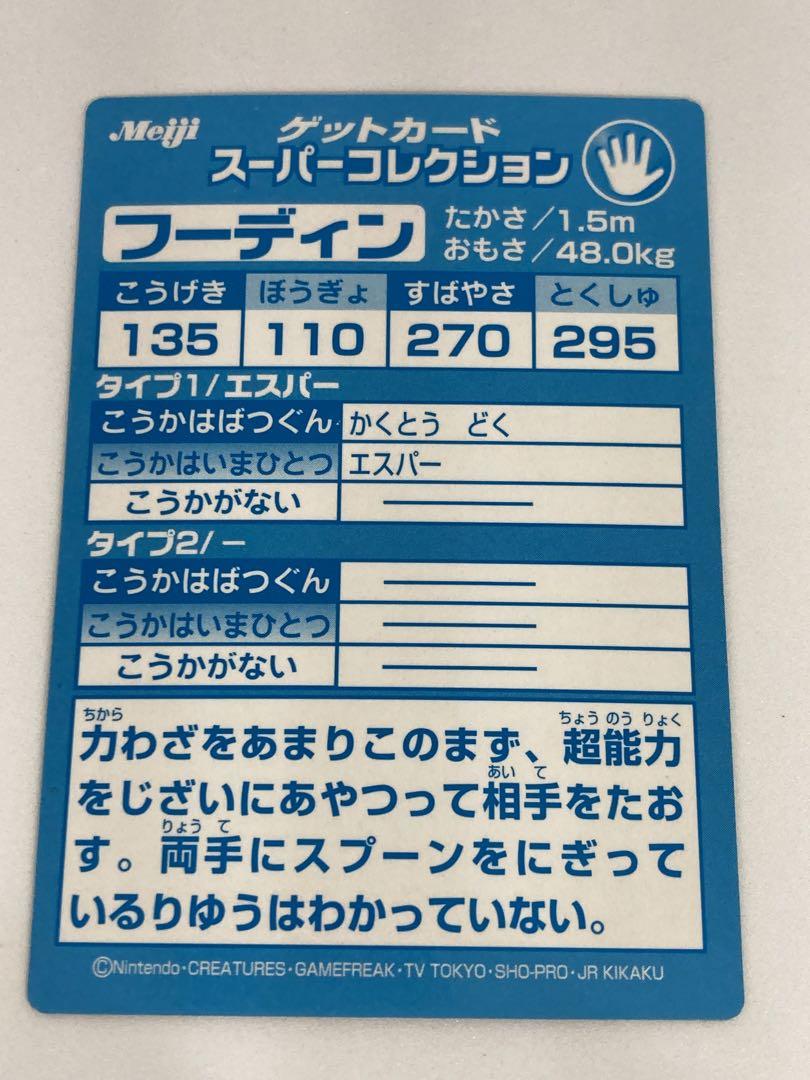 Meiji
ゲットカード
スーパーコレクション
フーディン
たかさ/1.5m
おもさ/48.0kg
こうげき ぼうぎょ すばやさ とくしゅ
135 110 270 295
タイプ1/エスパー
こうかはばつぐん かくとう どく
こうかはいまひとつ エスパー
こうかがない ————
タイプ2/ー
こうかはばつぐん ————
こうかはいまひとつ ————
こうかがない ————
ちから ちょう のう りょく
力わざをあまりこのまず、超能力
あい て
をじざいにあやつって相手をたお
りょう て
す。両手にスプーンをにぎって
いるりゆうはわかっていない。
©Nintendo・CREATURES・GAMEFREAK・TV TOKYO・SHO-PRO・JR KIKAKU